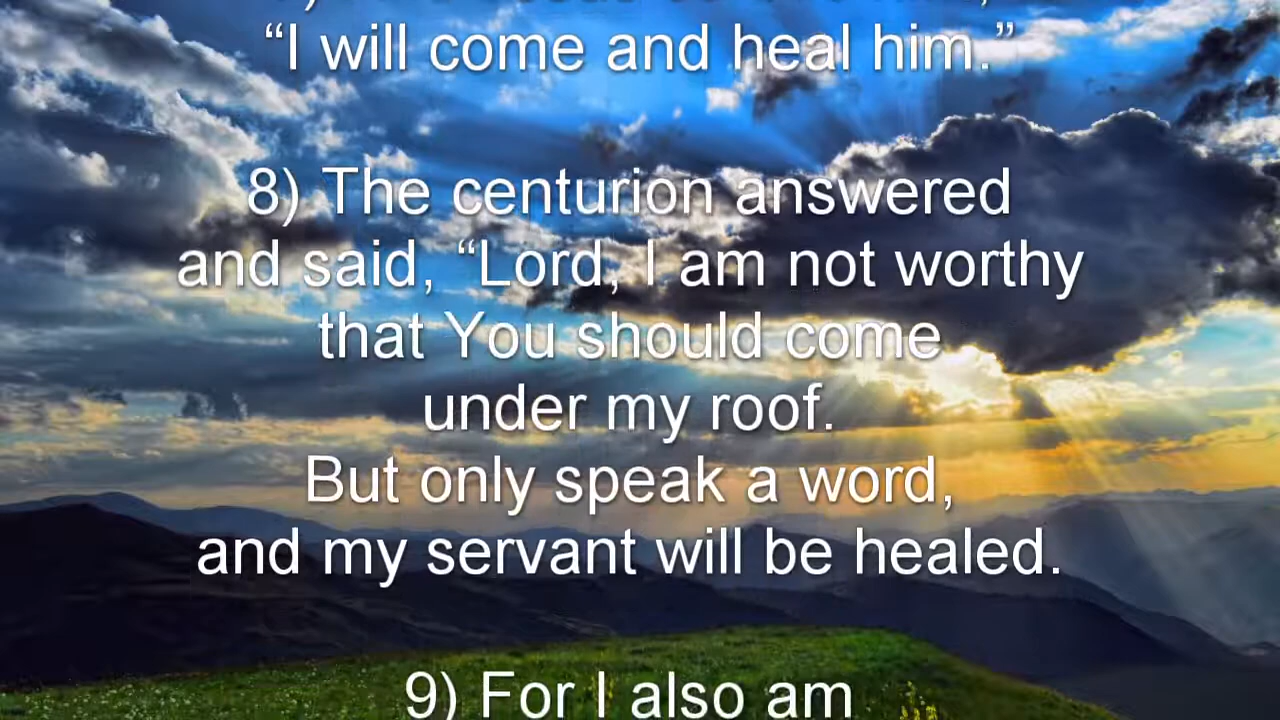 “I will come and heal him.”
8) The centurion answered
and said, “Lord, I am not worthy
that You should come
under my roof.
But only speak a word,
and my servant will be healed.
9) For I also am